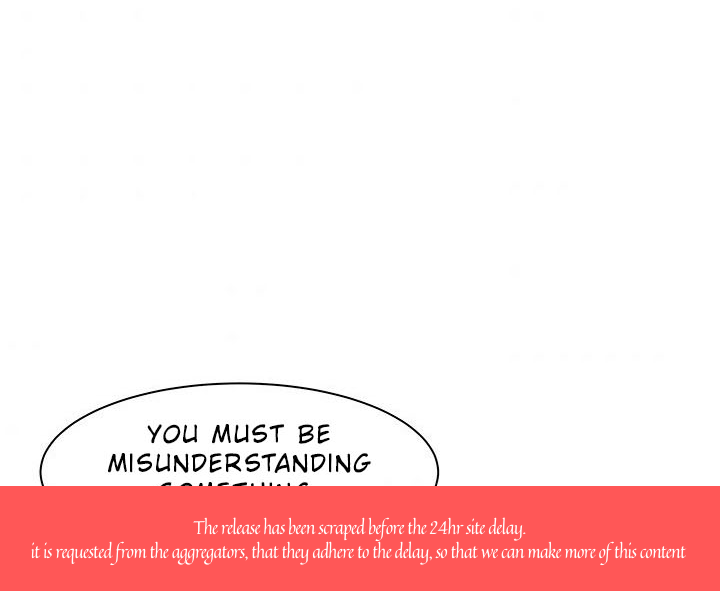 YOU MUST BE
MISUNDERSTANDING
SOMETHING
The release has been scraped before the 24hr site delay.
it is requested from the aggregators, that they adhere to the delay, so that we can make more of this content